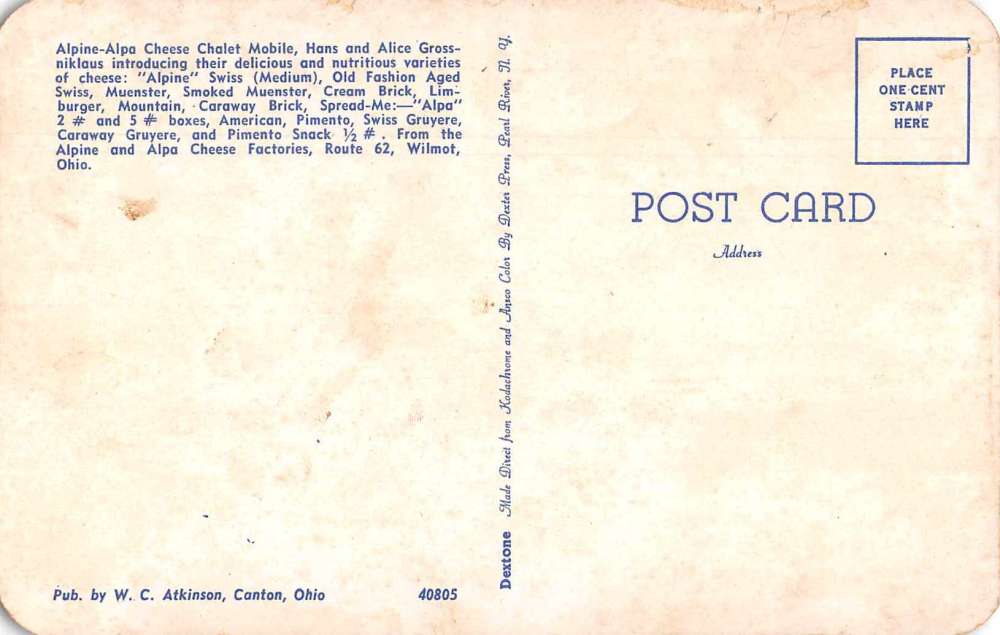 Alpine-Alpa Cheese Chalet Mobile, Hans and Alice Gross-
niklaus introducing their delicious and nutritious varieties
of cheese: "Alpine" Swiss (Medium), Old Fashion Aged
Swiss, Muenster, Smoked Muenster, Cream Brick, Lim-
burger, Mountain, Caraway Brick, Spread-Me:—"Alpa"
2 # and 5 # boxes, American, Pimento, Swiss Gruyere,
Caraway Gruyere, and Pimento Snack ½ #. From the
Alpine and Alpa Cheese Factories, Route 62, Wilmot,
Ohio.
Pub. by W. C. Atkinson, Canton, Ohio 40805
Dextone Made Direct from Kodachrome and Ansco Color By Dexter Press, Pearl River, N. Y.
PLACE
ONE CENT
STAMP
HERE
POST CARD
Address